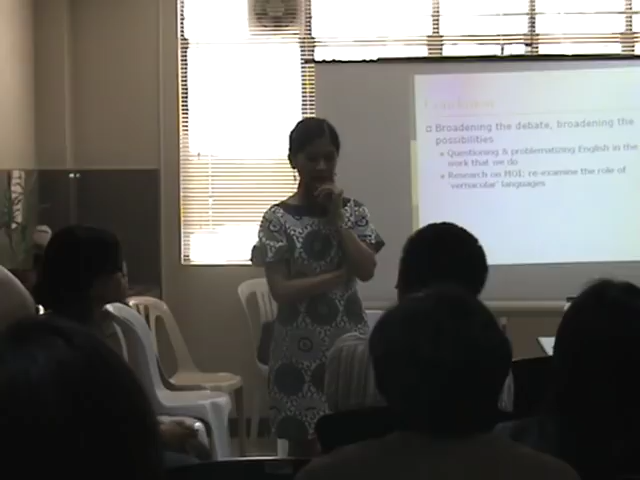 Broadening the debate, broadening the
possibilities
Questioning & problematizing English in the
work that we do
Research on MOI: re-examine the role of
'vernacular' languages